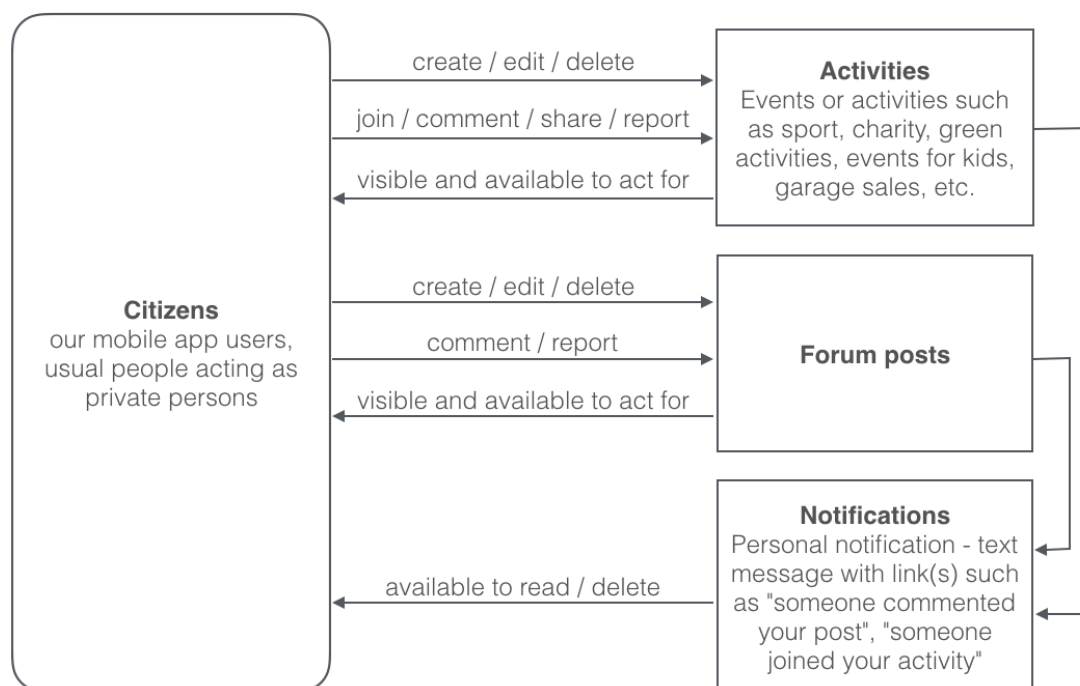 create / edit / delete
join / comment / share / report
visible and available to act for
Activities
Events or activities such
as sport, charity, green
activities, events for kids,
garage sales, etc.
Citizens
our mobile app users,
usual people acting as
private persons
create / edit / delete
comment / report
visible and available to act for
Forum posts
available to read / delete
Notifications
Personal notification - text
message with link(s) such
as "someone commented
your post", "someone
joined your activity"